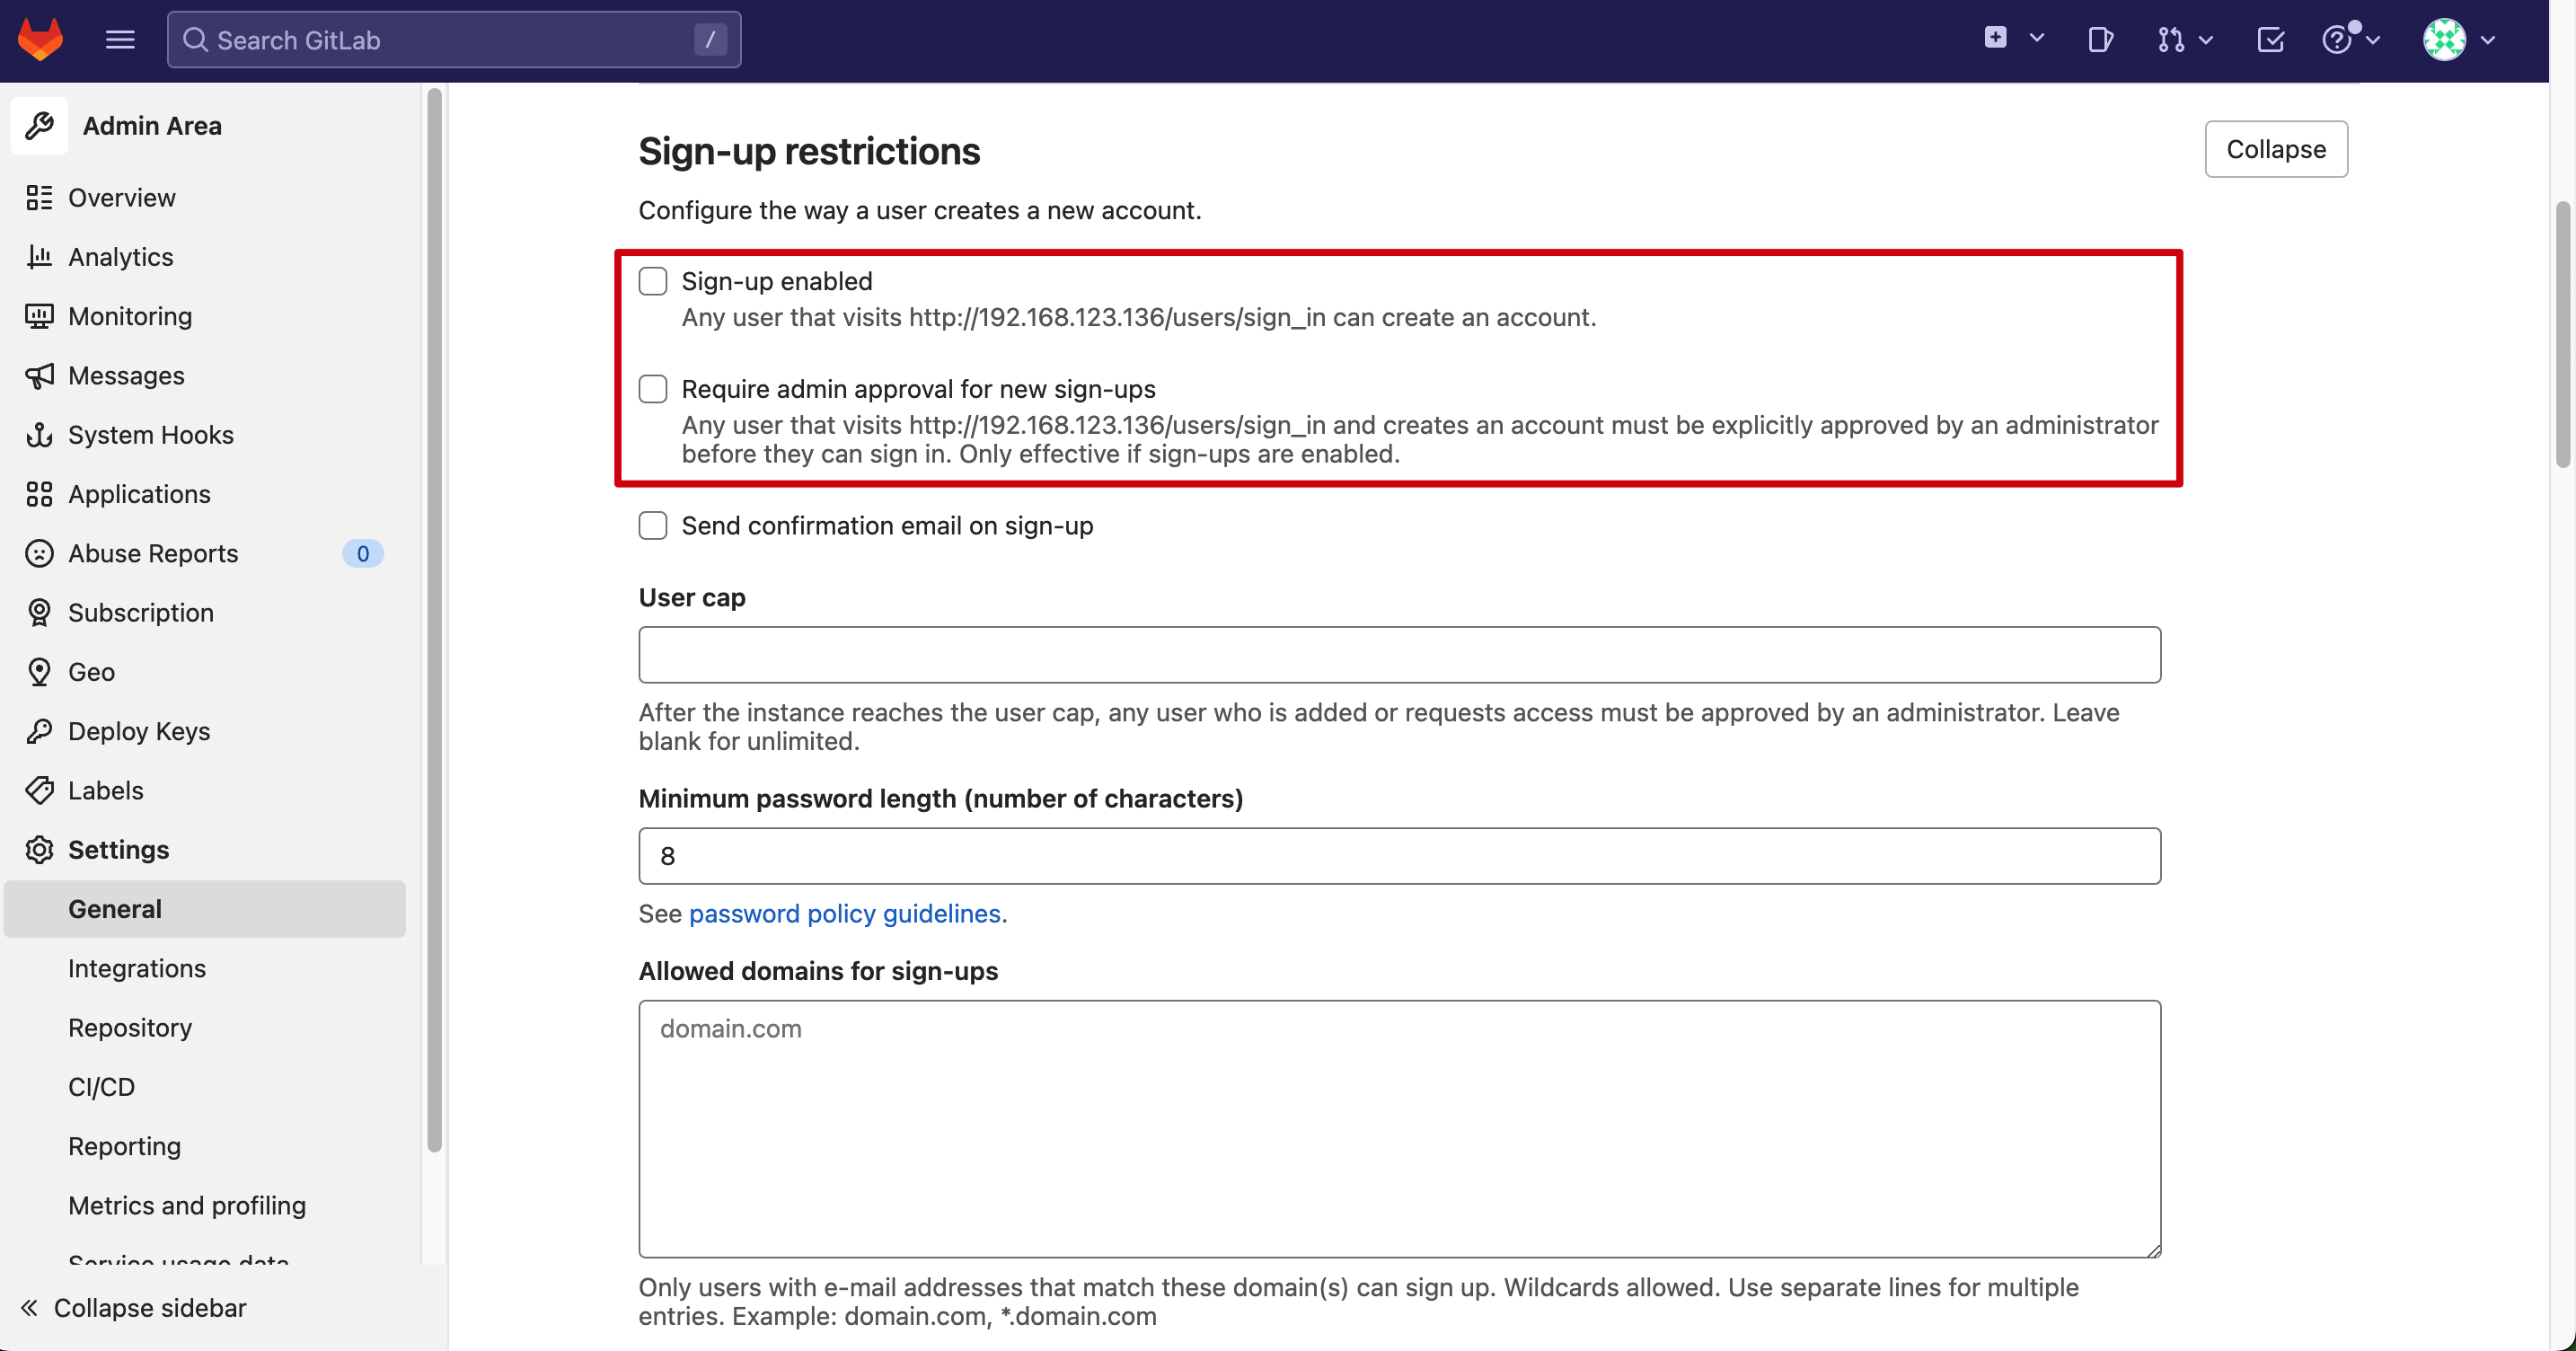 Search GitLab
/
Admin Area
Overview
Analytics
Monitoring
Messages
System Hooks
Applications
Abuse Reports 0
Subscription
Geo
Deploy Keys
Labels
Settings
General
Integrations
Repository
CI/CD
Reporting
Metrics and profiling
Service usage data
Collapse sidebar
Sign-up restrictions
Collapse
Configure the way a user creates a new account.
Sign-up enabled
Any user that visits http://192.168.123.136/users/sign_in can create an account.
Require admin approval for new sign-ups
Any user that visits http://192.168.123.136/users/sign_in and creates an account must be explicitly approved by an administrator
before they can sign in. Only effective if sign-ups are enabled.
Send confirmation email on sign-up
User cap
After the instance reaches the user cap, any user who is added or requests access must be approved by an administrator. Leave
blank for unlimited.
Minimum password length (number of characters)
8
See password policy guidelines.
Allowed domains for sign-ups
domain.com
Only users with e-mail addresses that match these domain(s) can sign up. Wildcards allowed. Use separate lines for multiple
entries. Example: domain.com, *.domain.com